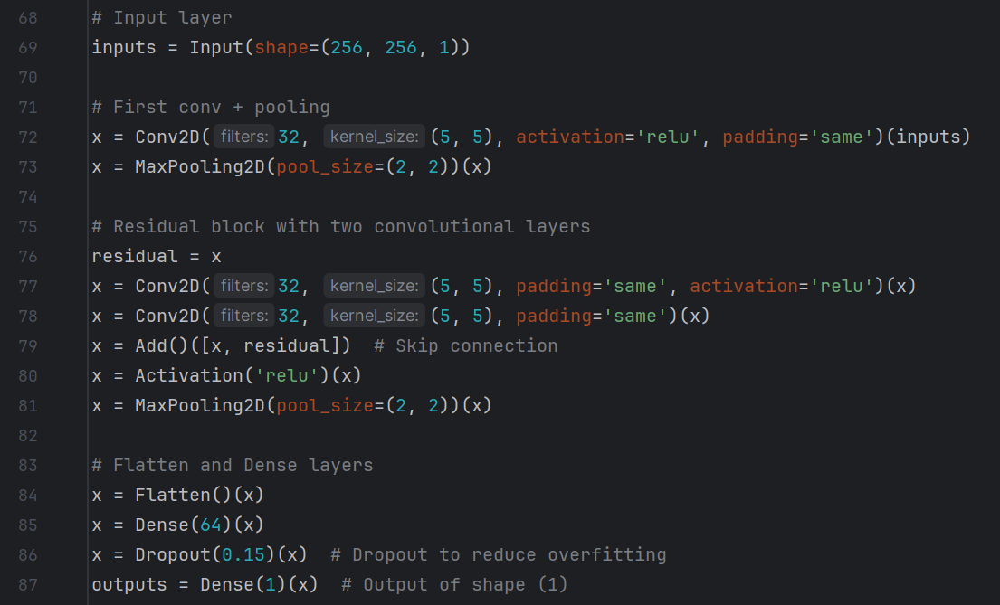 68 # Input layer
69 inputs = Input(shape=(256, 256, 1))
70
71 # First conv + pooling
72 x = Conv2D( filters: 32, kernel_size: (5, 5), activation='relu', padding='same')(inputs)
73 x = MaxPooling2D(pool_size=(2, 2))(x)
74
75 # Residual block with two convolutional layers
76 residual = x
77 x = Conv2D( filters: 32, kernel_size: (5, 5), padding='same', activation='relu')(x)
78 x = Conv2D( filters: 32, kernel_size: (5, 5), padding='same')(x)
79 x = Add()([x, residual])  # Skip connection
80 x = Activation('relu')(x)
81 x = MaxPooling2D(pool_size=(2, 2))(x)
82
83 # Flatten and Dense layers
84 x = Flatten()(x)
85 x = Dense(64)(x)
86 x = Dropout(0.15)(x)  # Dropout to reduce overfitting
87 outputs = Dense(1)(x)  # Output of shape (1)